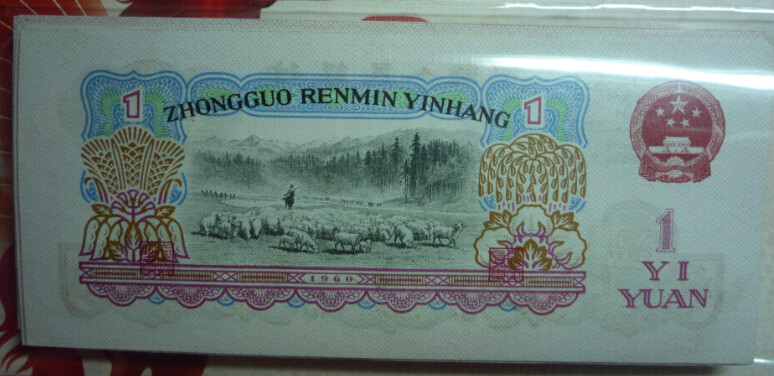 1 ZHONGGUO RENMIN YINHANG 1
1960
1
YI
YUAN